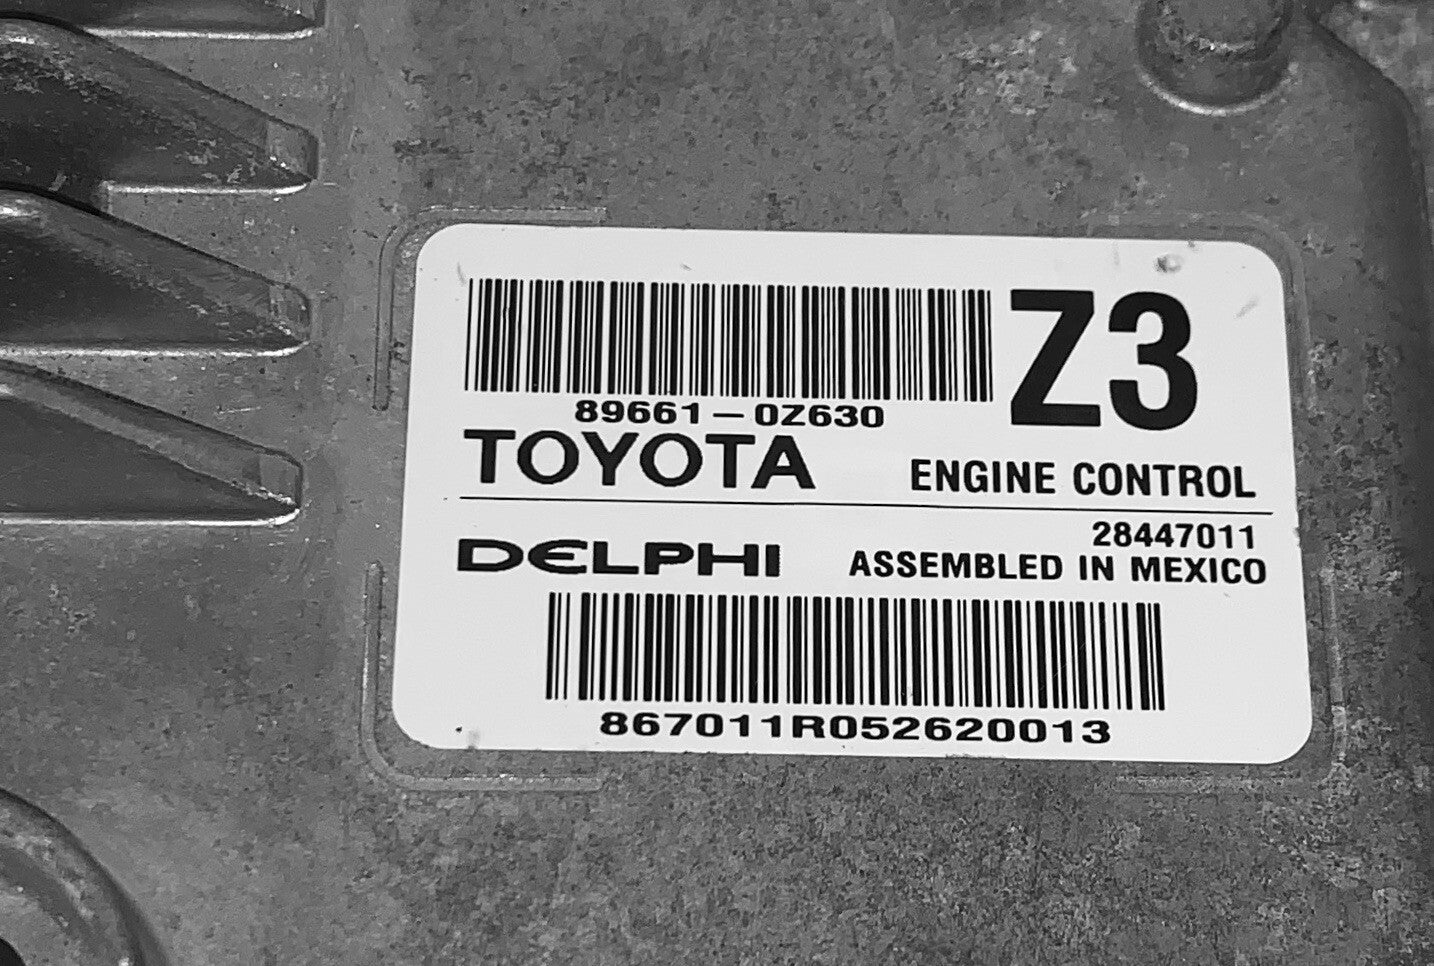 Z3
89661-0Z630
TOYOTA ENGINE CONTROL
28447011
DELPHI ASSEMBLED IN MEXICO
867011R052620013